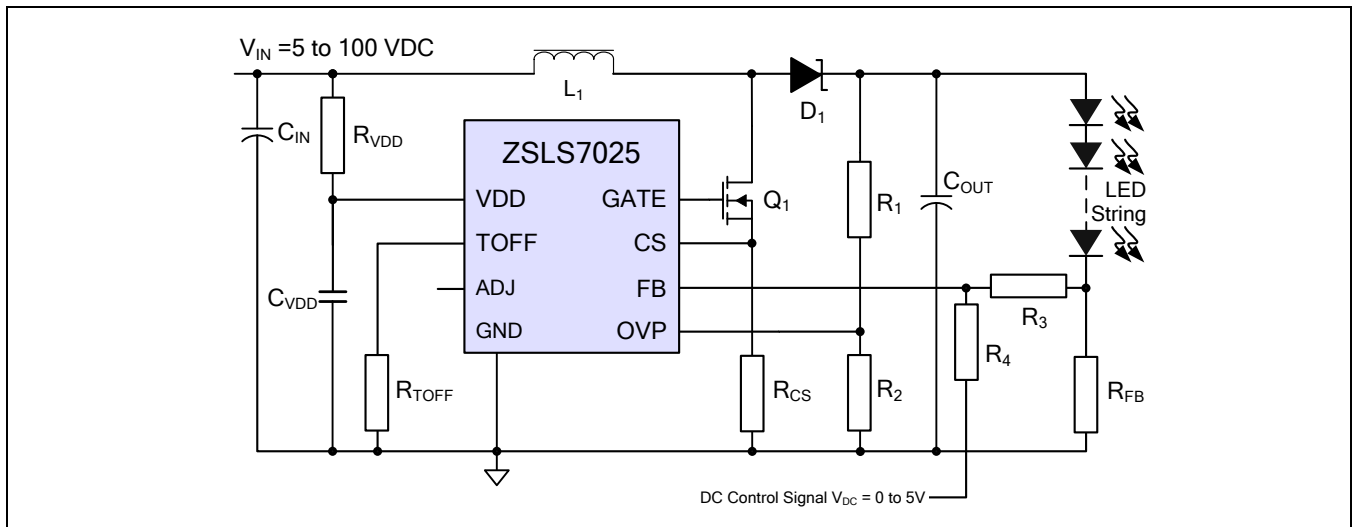 V_IN =5 to 100 VDC
L_1
D_1
C_IN
R_VDD
ZSLS7025
VDD
GATE
Q_1
R_1
C_OUT
LED
String
TOFF
CS
ADJ
FB
C_VDD
GND
OVP
R_3
R_4
R_TOFF
R_CS
R_2
R_FB
DC Control Signal V_DC = 0 to 5V